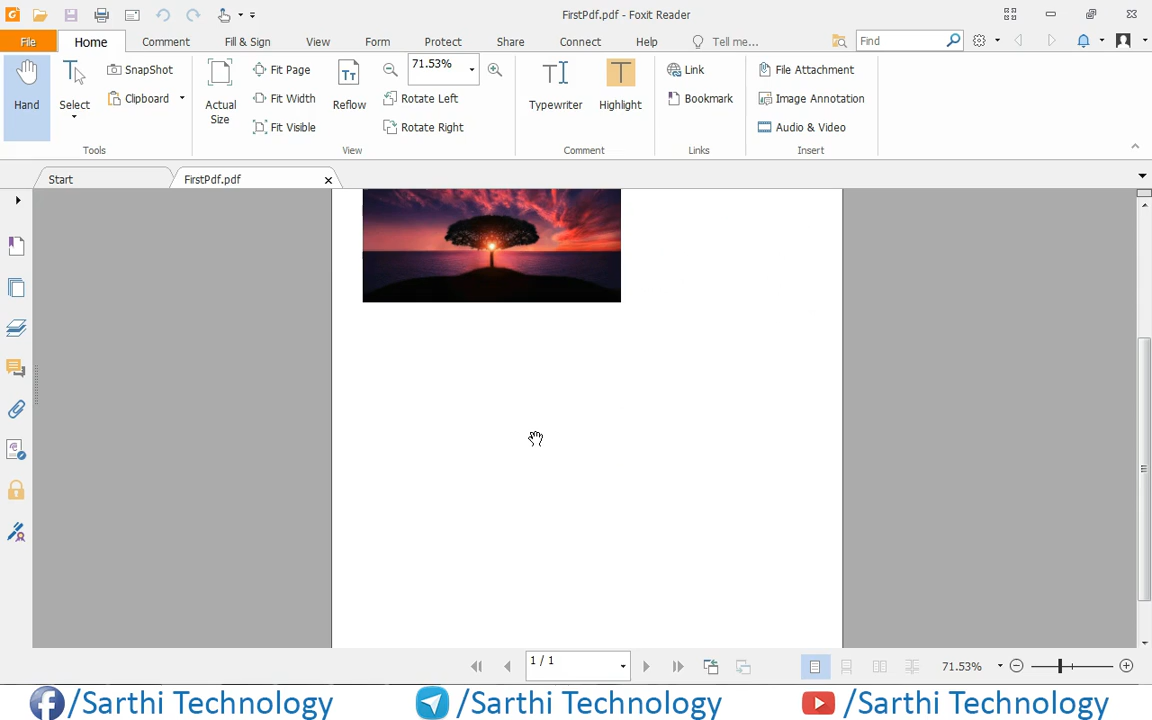 FirstPdf.pdf - Foxit Reader
File
Home
Comment
Fill & Sign
View
Form
Protect
Share
Connect
Help
Tell me...
Find
Hand
Select
SnapShot
Clipboard
Tools
Actual Size
Fit Page
Fit Width
Fit Visible
Reflow
71.53%
Rotate Left
Rotate Right
View
Typewriter
Highlight
Comment
Link
Bookmark
Links
File Attachment
Image Annotation
Audio & Video
Insert
Start
FirstPdf.pdf
1 / 1
71.53%
/Sarthi Technology
/Sarthi Technology
/Sarthi Technology